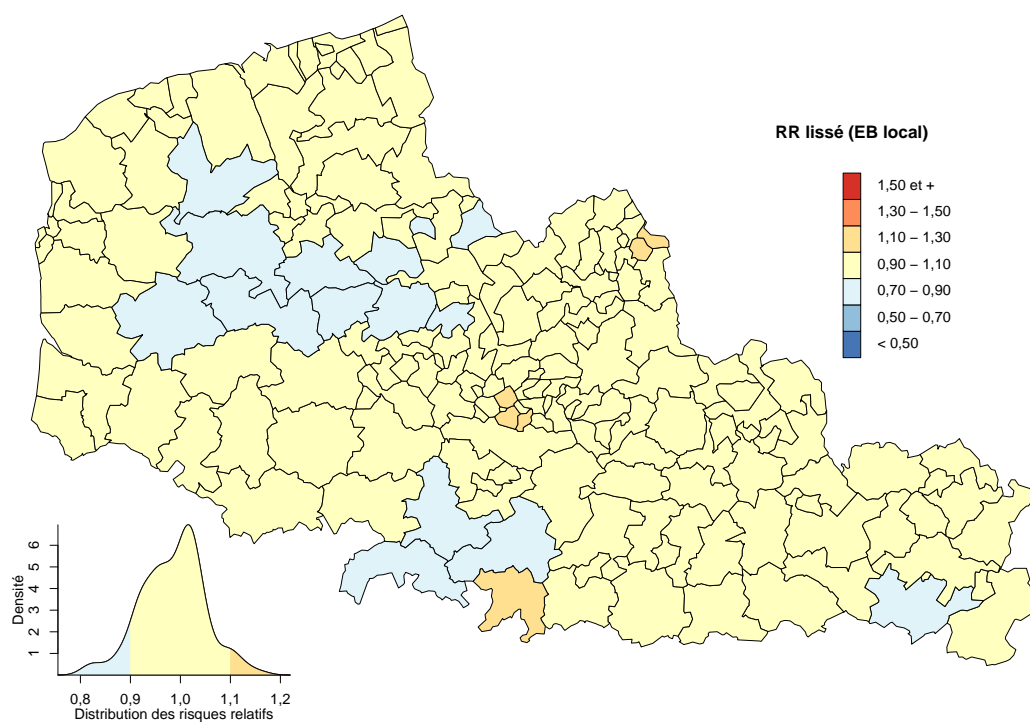 RR lissé (EB local)
1,50 et +
1,30 − 1,50
1,10 − 1,30
0,90 − 1,10
0,70 − 0,90
0,50 − 0,70
< 0,50
Densité
6
5
4
3
2
1
0,8 0,9 1,0 1,1 1,2
Distribution des risques relatifs